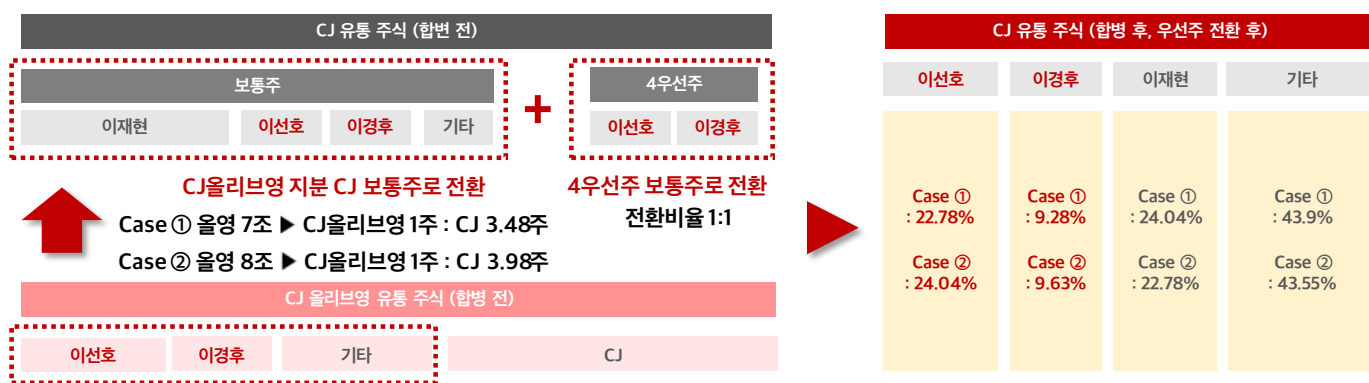 CJ 유통 주식 (합변 전)
보통주
이재현
이선호
이경후
기타
+
4우선주
이선호
이경후
CJ올리브영 지분 CJ 보통주로 전환
Case ① 올영 7조 ▶ CJ올리브영 1주 : CJ 3.48주
Case ② 올영 8조 ▶ CJ올리브영 1주 : CJ 3.98주
4우선주 보통주로 전환
전환비율 1:1
CJ 올리브영 유통 주식 (합병 전)
이선호
이경후
기타
CJ
CJ 유통 주식 (합병 후, 우선주 전환 후)
이선호
이경후
이재현
기타
Case ①
: 22.78%
Case ②
: 24.04%
Case ①
: 9.28%
Case ②
: 9.63%
Case ①
: 24.04%
Case ②
: 22.78%
Case ①
: 43.9%
Case ②
: 43.55%